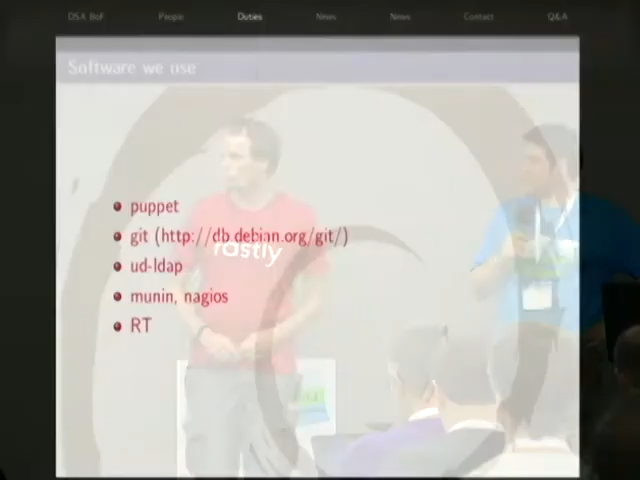 DSA BoF People Duties News News Contact Q&A
Software we use
puppet
git (http://db.debian.org/git/)
rastly
ud-ldap
munin, nagios
RT